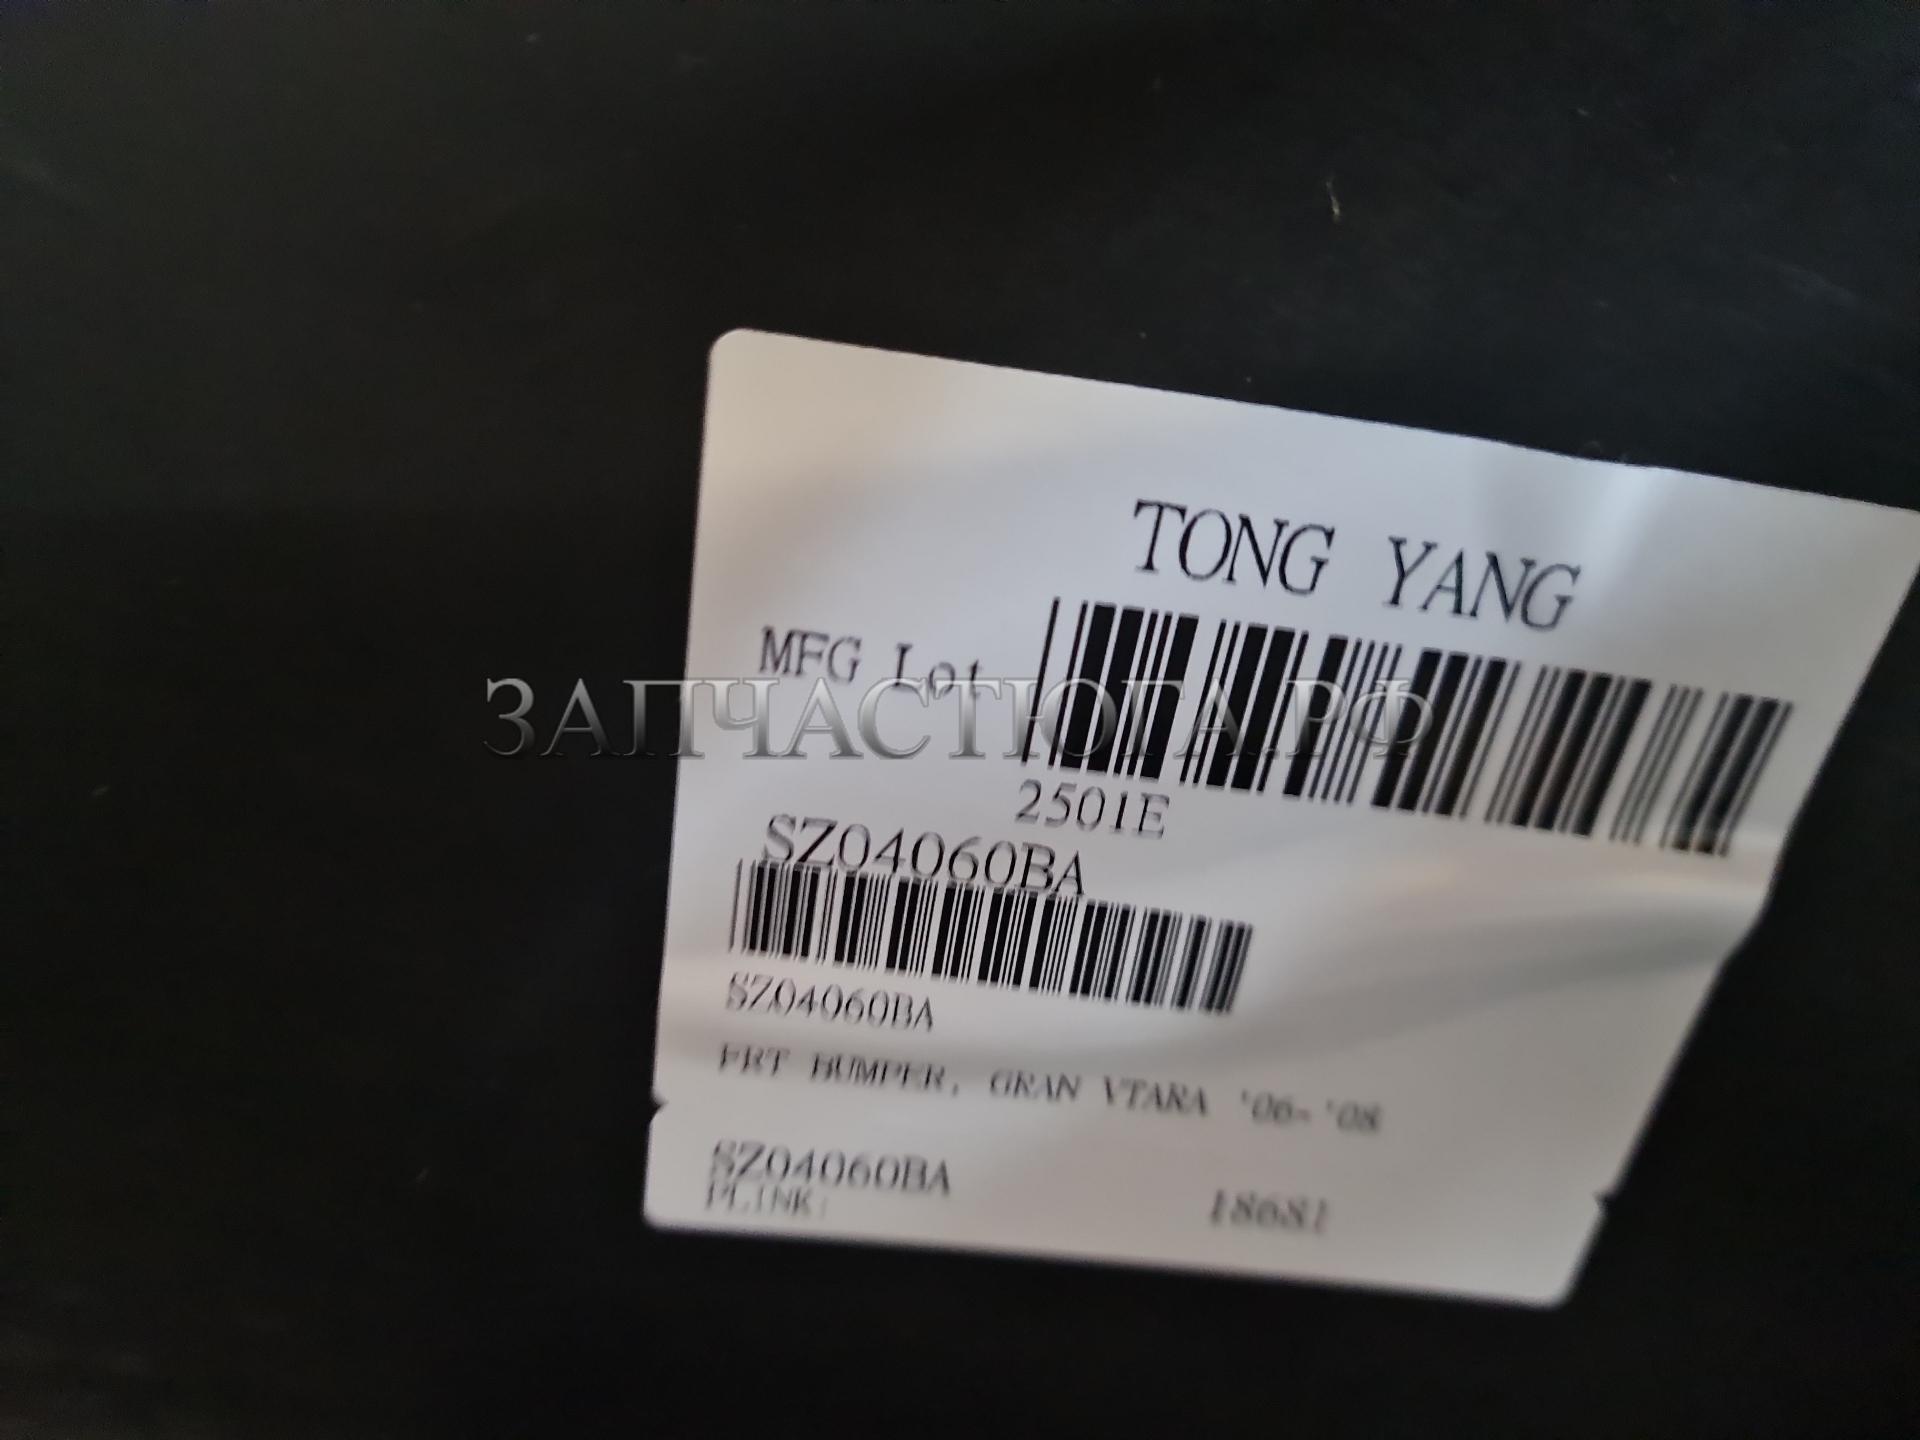 TONG YANG
MFG Lot
ЗАПЧАСТЮГА.РФ
2501E
SZ04060BA
SZ04060BA
FRT BUMPER, GRAN VTARA '06-'08
SZ04060BA
PLINK: 18681